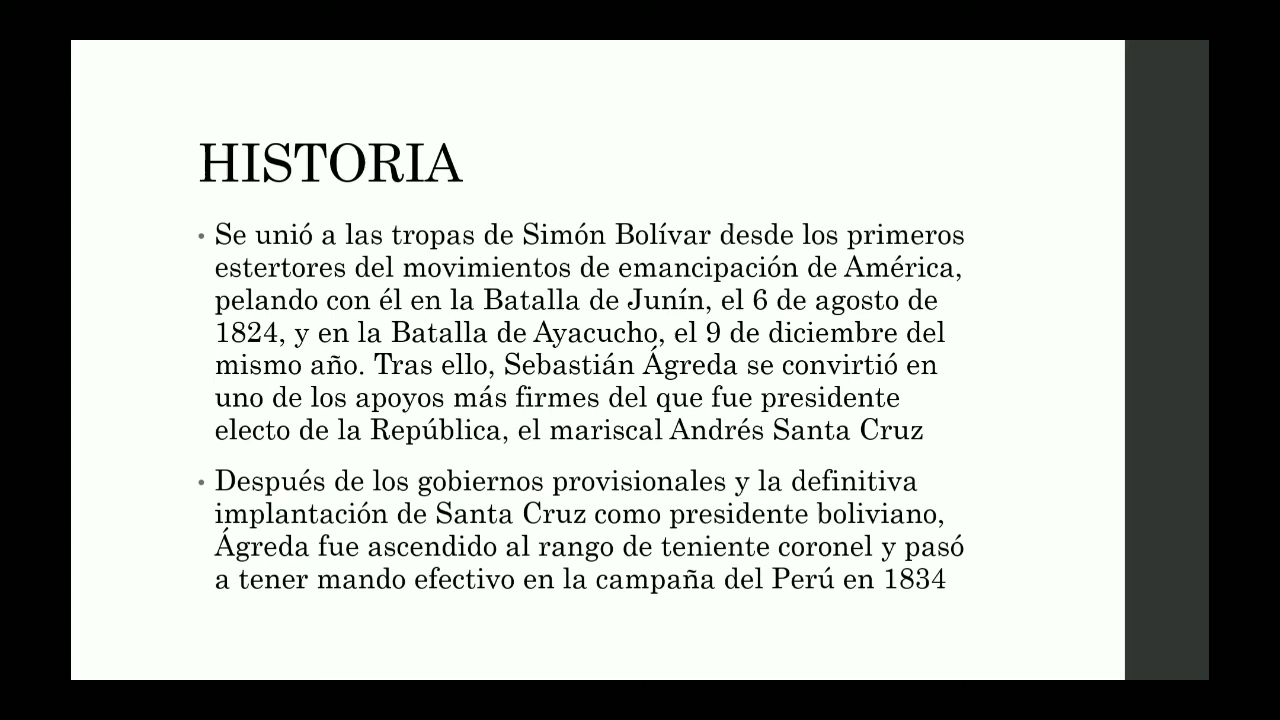 HISTORIA
• Se unió a las tropas de Simón Bolívar desde los primeros
estertores del movimientos de emancipación de América,
pelando con él en la Batalla de Junín, el 6 de agosto de
1824, y en la Batalla de Ayacucho, el 9 de diciembre del
mismo año. Tras ello, Sebastián Ágreda se convirtió en
uno de los apoyos más firmes del que fue presidente
electo de la República, el mariscal Andrés Santa Cruz
• Después de los gobiernos provisionales y la definitiva
implantación de Santa Cruz como presidente boliviano,
Ágreda fue ascendido al rango de teniente coronel y pasó
a tener mando efectivo en la campaña del Perú en 1834